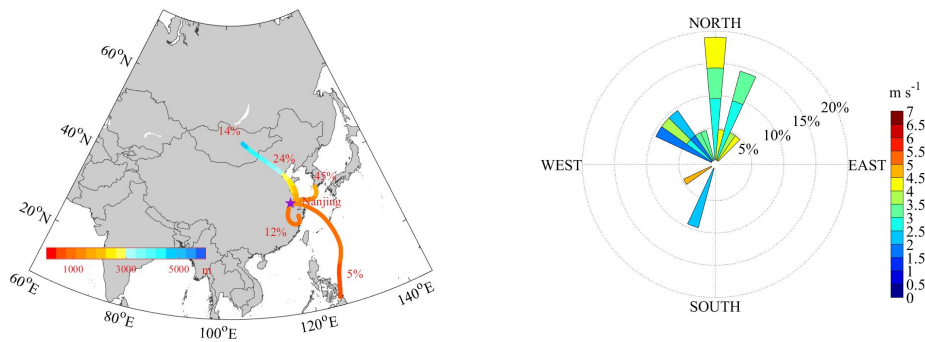 60°N
40°N
20°N
60°E
80°E
100°E
120°E
140°E
14%
24%
45%
Nanjing
12%
5%
1000
3000
5000
m
NORTH
WEST
EAST
SOUTH
5%
10%
15%
20%
m s⁻¹
7
6.5
6
5.5
5
4.5
4
3.5
3
2.5
2
1.5
1
0.5
0